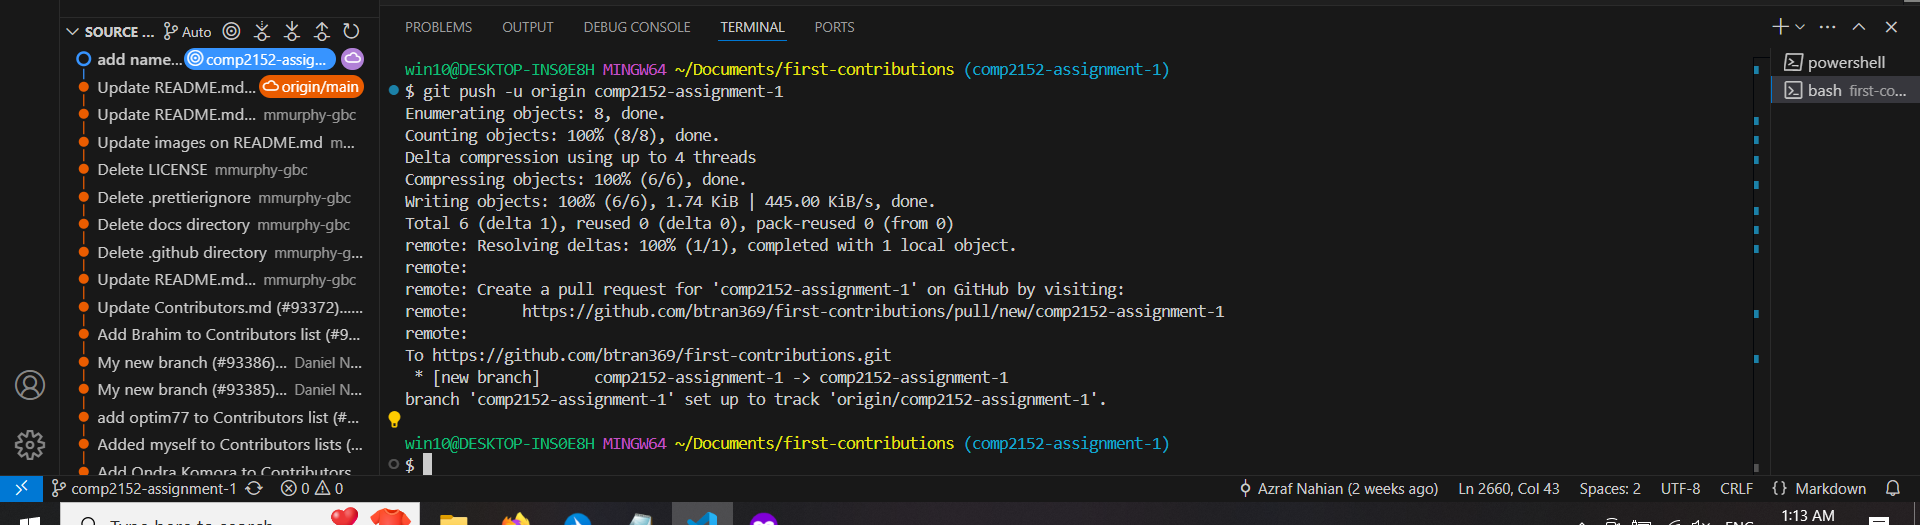 SOURCE ...
Auto
add name... comp2152-assig...
Update README.md... origin/main
Update README.md... mmurphy-gbc
Update images on README.md m...
Delete LICENSE mmurphy-gbc
Delete .prettierignore mmurphy-gbc
Delete docs directory mmurphy-gbc
Delete .github directory mmurphy-g...
Update README.md... mmurphy-gbc
Update Contributors.md (#93372)......
Add Brahim to Contributors list (#9...
My new branch (#93386)... Daniel N...
My new branch (#93385)... Daniel N...
add optim77 to Contributors list (#...
Added myself to Contributors lists (...
Add Ondra Komora to Contributors
PROBLEMS OUTPUT DEBUG CONSOLE TERMINAL PORTS
win10@DESKTOP-INS0E8H MINGW64 ~/Documents/first-contributions (comp2152-assignment-1)
$ git push -u origin comp2152-assignment-1
Enumerating objects: 8, done.
Counting objects: 100% (8/8), done.
Delta compression using up to 4 threads
Compressing objects: 100% (6/6), done.
Writing objects: 100% (6/6), 1.74 KiB | 445.00 KiB/s, done.
Total 6 (delta 1), reused 0 (delta 0), pack-reused 0 (from 0)
remote: Resolving deltas: 100% (1/1), completed with 1 local object.
remote:
remote: Create a pull request for 'comp2152-assignment-1' on GitHub by visiting:
remote:      https://github.com/btran369/first-contributions/pull/new/comp2152-assignment-1
remote:
To https://github.com/btran369/first-contributions.git
 * [new branch]      comp2152-assignment-1 -> comp2152-assignment-1
branch 'comp2152-assignment-1' set up to track 'origin/comp2152-assignment-1'.
win10@DESKTOP-INS0E8H MINGW64 ~/Documents/first-contributions (comp2152-assignment-1)
$
powershell
bash first-co...
comp2152-assignment-1 0 0 Azraf Nahian (2 weeks ago) Ln 2660, Col 43 Spaces: 2 UTF-8 CRLF {} Markdown
Type here to search
1:13 AM
ENG